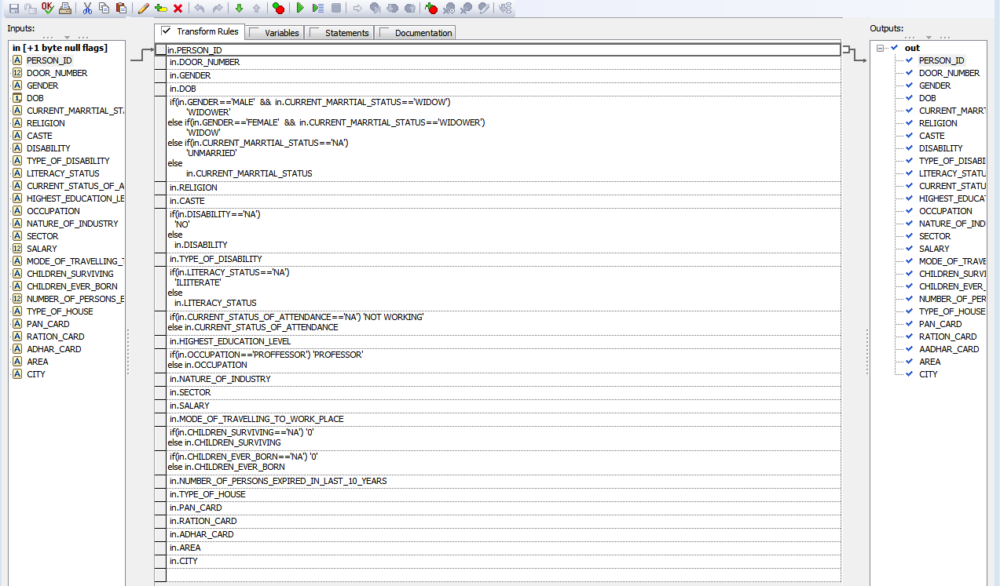 Inputs:
Outputs:
Transform Rules
Variables
Statements
Documentation
in [+1 byte null flags]
PERSON_ID
DOOR_NUMBER
GENDER
DOB
CURRENT_MARRTIAL_ST
RELIGION
CASTE
DISABILITY
TYPE_OF_DISABILITY
LITERACY_STATUS
CURRENT_STATUS_OF_A
HIGHEST_EDUCATION_LE
OCCUPATION
NATURE_OF_INDUSTRY
SECTOR
SALARY
MODE_OF_TRAVELLING_
CHILDREN SURVIVING
CHILDREN_EVER_BORN
NUMBER_OF_PERSONS_E
TYPE_OF_HOUSE
PAN_CARD
RATION_CARD
ADHAR_CARD
AREA
CITY
in.PERSON_ID
in.DOOR_NUMBER
in.GENDER
in.DOB
if(in.GENDER=='MALE' && in.CURRENT_MARRTIAL_STATUS=='WIDOW')
'WIDOWER'
else if(in.GENDER=='FEMALE' && in.CURRENT_MARRTIAL_STATUS=='WIDOWER')
'WIDOW'
else if(in.CURRENT_MARRTIAL_STATUS=='NA')
'UNMARRIED'
else
in.CURRENT_MARRTIAL_STATUS
in.RELIGION
in.CASTE
if(in.DISABILITY=='NA')
'NO'
else
in.DISABILITY
in.TYPE_OF_DISABILITY
if(in.LITERACY_STATUS=='NA')
'ILIITERATE'
else
in.LITERACY_STATUS
if(in.CURRENT_STATUS_OF_ATTENDANCE=='NA') 'NOT WORKING'
else in.CURRENT_STATUS_OF_ATTENDANCE
in.HIGHEST_EDUCATION_LEVEL
if(in.OCCUPATION=='PROFFESSOR') 'PROFESSOR'
else in.OCCUPATION
in.NATURE_OF_INDUSTRY
in.SECTOR
in.SALARY
in.MODE_OF_TRAVELLING_TO_WORK_PLACE
if(in.CHILDREN_SURVIVING=='NA') '0'
else in.CHILDREN_SURVIVING
if(in.CHILDREN_EVER_BORN=='NA') '0'
else in.CHILDREN_EVER_BORN
in.NUMBER_OF_PERSONS_EXPIRED_IN_LAST_10_YEARS
in.TYPE_OF_HOUSE
in.PAN_CARD
in.RATION_CARD
in.ADHAR_CARD
in.AREA
in.CITY
out
PERSON_ID
DOOR_NUMBER
GENDER
DOB
CURRENT_MARRT
RELIGION
CASTE
DISABILITY
TYPE_OF_DISABI
LITERACY_STATU
CURRENT_STATU
HIGHEST_EDUCA
OCCUPATION
NATURE_OF_IND
SECTOR
SALARY
MODE_OF_TRAVE
CHILDREN_SURVI
CHILDREN_EVER_
NUMBER_OF_PER
TYPE_OF_HOUSE
PAN_CARD
RATION_CARD
AADHAR_CARD
AREA
CITY